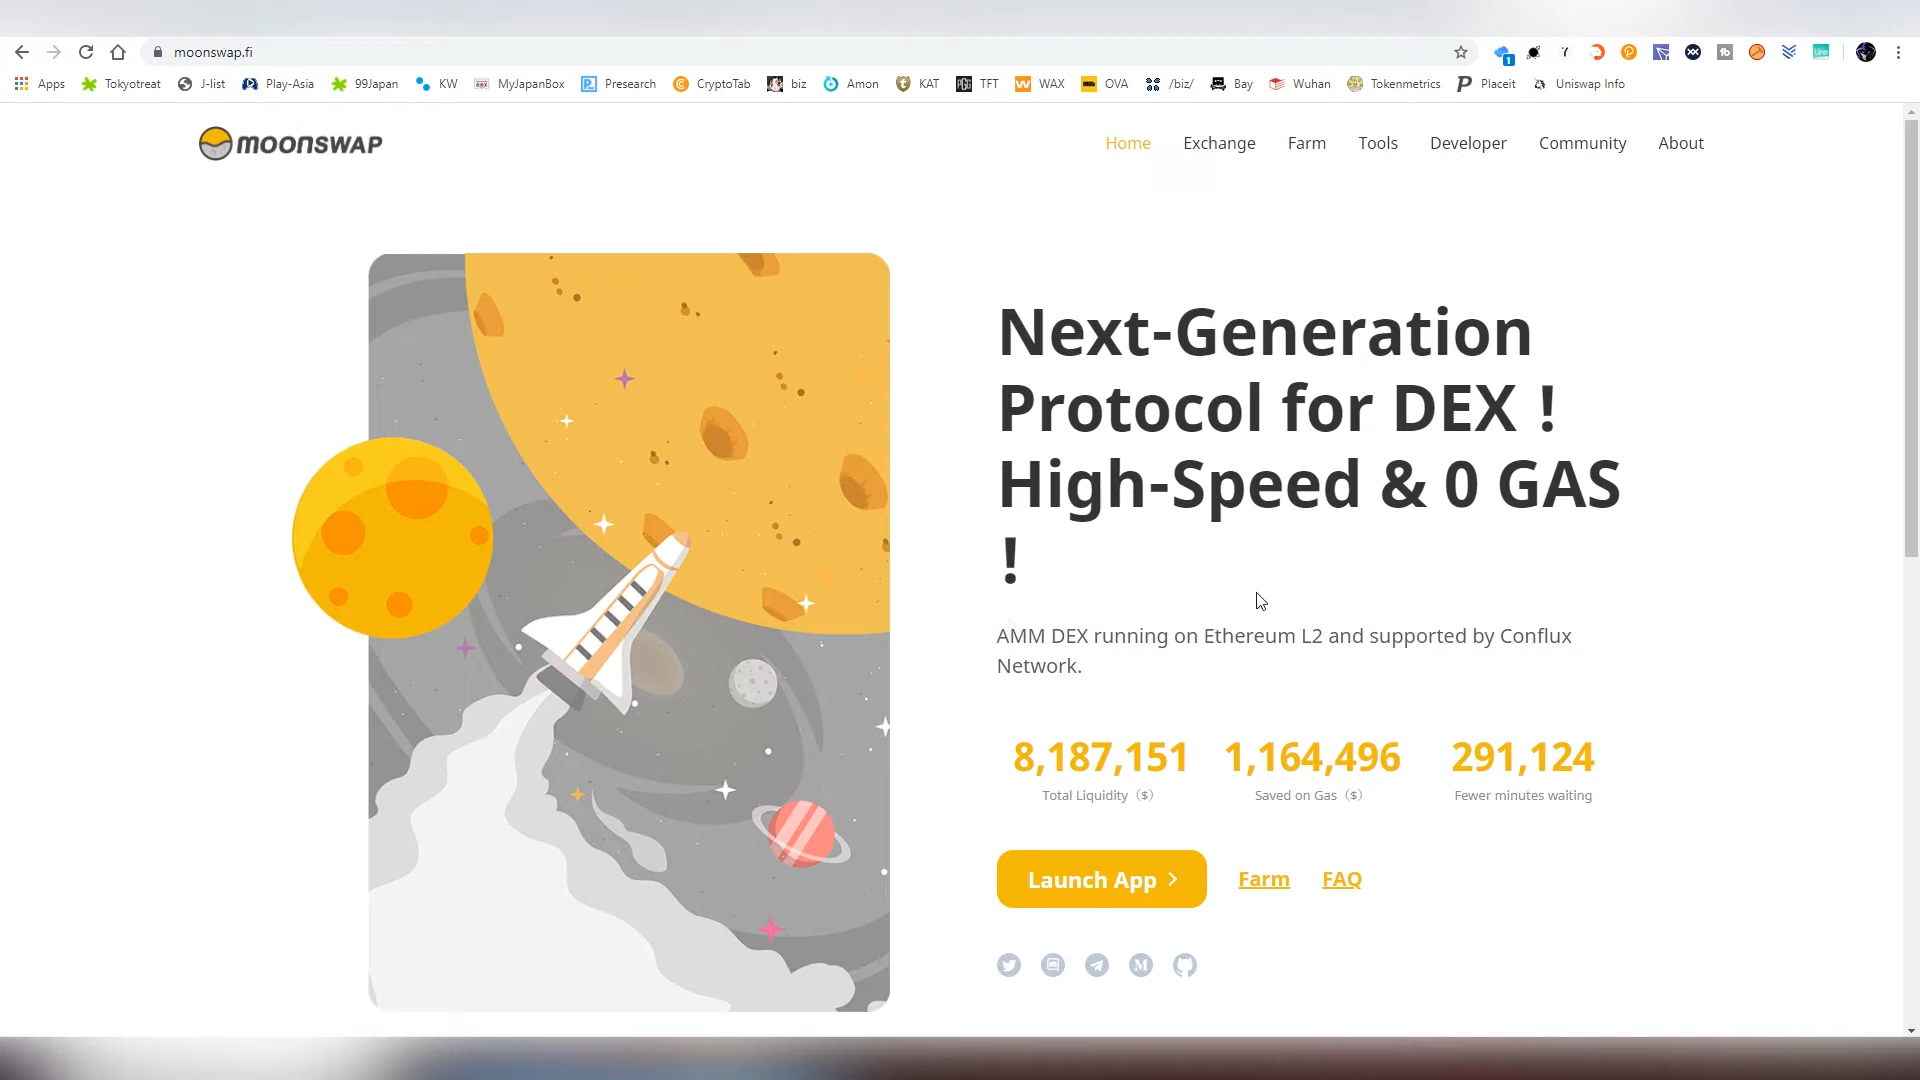 moonswap.fi
1
Apps Tokyotreat J-list Play-Asia 99Japan KW MyJapanBox Presearch CryptoTab biz Amon KAT TFT WAX OVA /biz/ Bay Wuhan Tokenmetrics Placeit Uniswap Info
MOONSWAP
Home Exchange Farm Tools Developer Community About
Next-Generation
Protocol for DEX !
High-Speed & 0 GAS
!
AMM DEX running on Ethereum L2 and supported by Conflux
Network.
8,187,151 1,164,496 291,124
Total Liquidity ($) Saved on Gas ($) Fewer minutes waiting
Launch App > Farm FAQ